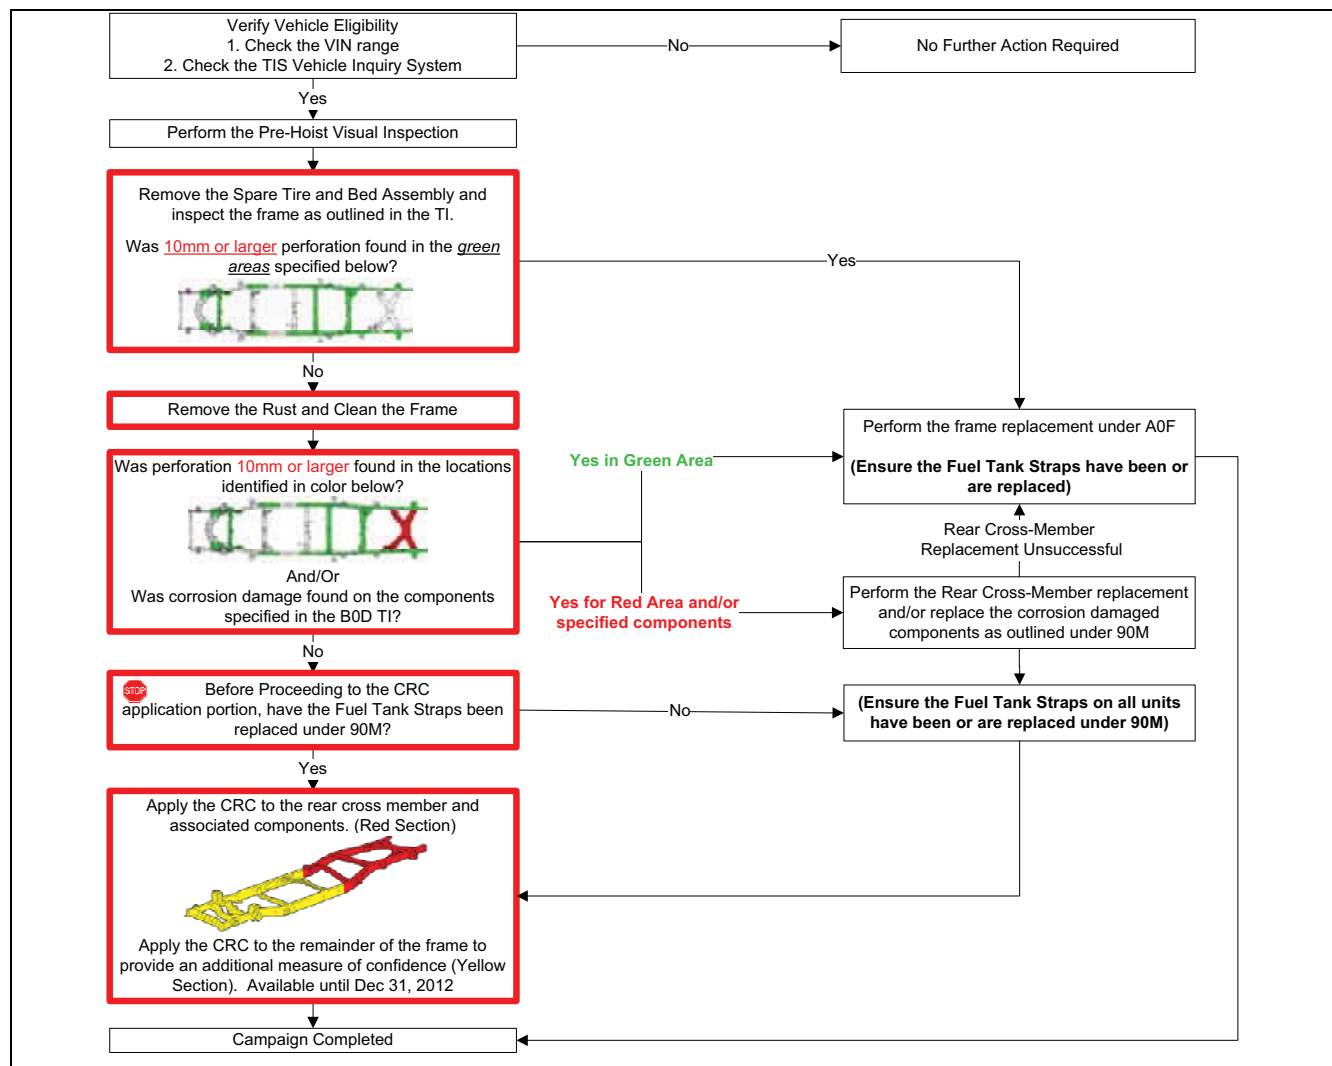 Verify Vehicle Eligibility
1. Check the VIN range
2. Check the TIS Vehicle Inquiry System
No
No Further Action Required
Yes
Perform the Pre-Hoist Visual Inspection
Remove the Spare Tire and Bed Assembly and
inspect the frame as outlined in the TI.
Was 10mm or larger perforation found in the green
areas specified below?
Yes
No
Remove the Rust and Clean the Frame
Perform the frame replacement under A0F
(Ensure the Fuel Tank Straps have been or
are replaced)
Was perforation 10mm or larger found in the locations
identified in color below?
And/Or
Was corrosion damage found on the components
specified in the B0D TI?
Yes in Green Area
Yes for Red Area and/or
specified components
Rear Cross-Member
Replacement Unsuccessful
Perform the Rear Cross-Member replacement
and/or replace the corrosion damaged
components as outlined under 90M
No
STOP
Before Proceeding to the CRC
application portion, have the Fuel Tank Straps been
replaced under 90M?
No
(Ensure the Fuel Tank Straps on all units
have been or are replaced under 90M)
Yes
Apply the CRC to the rear cross member and
associated components. (Red Section)
Apply the CRC to the remainder of the frame to
provide an additional measure of confidence (Yellow
Section).  Available until Dec 31, 2012
Campaign Completed